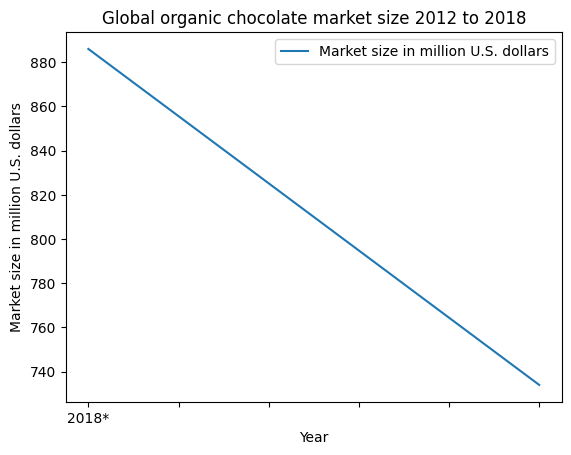 Global organic chocolate market size 2012 to 2018
Market size in million U.S. dollars
Market size in million U.S. dollars
880
860
840
820
800
780
760
740
2018*
Year